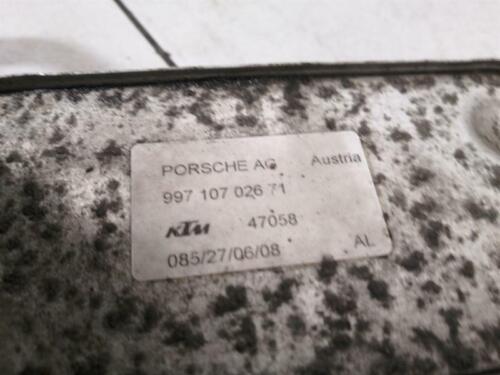 PORSCHE AG Austria
997 107 026 71
KTM 47058
085/27/06/08 AL